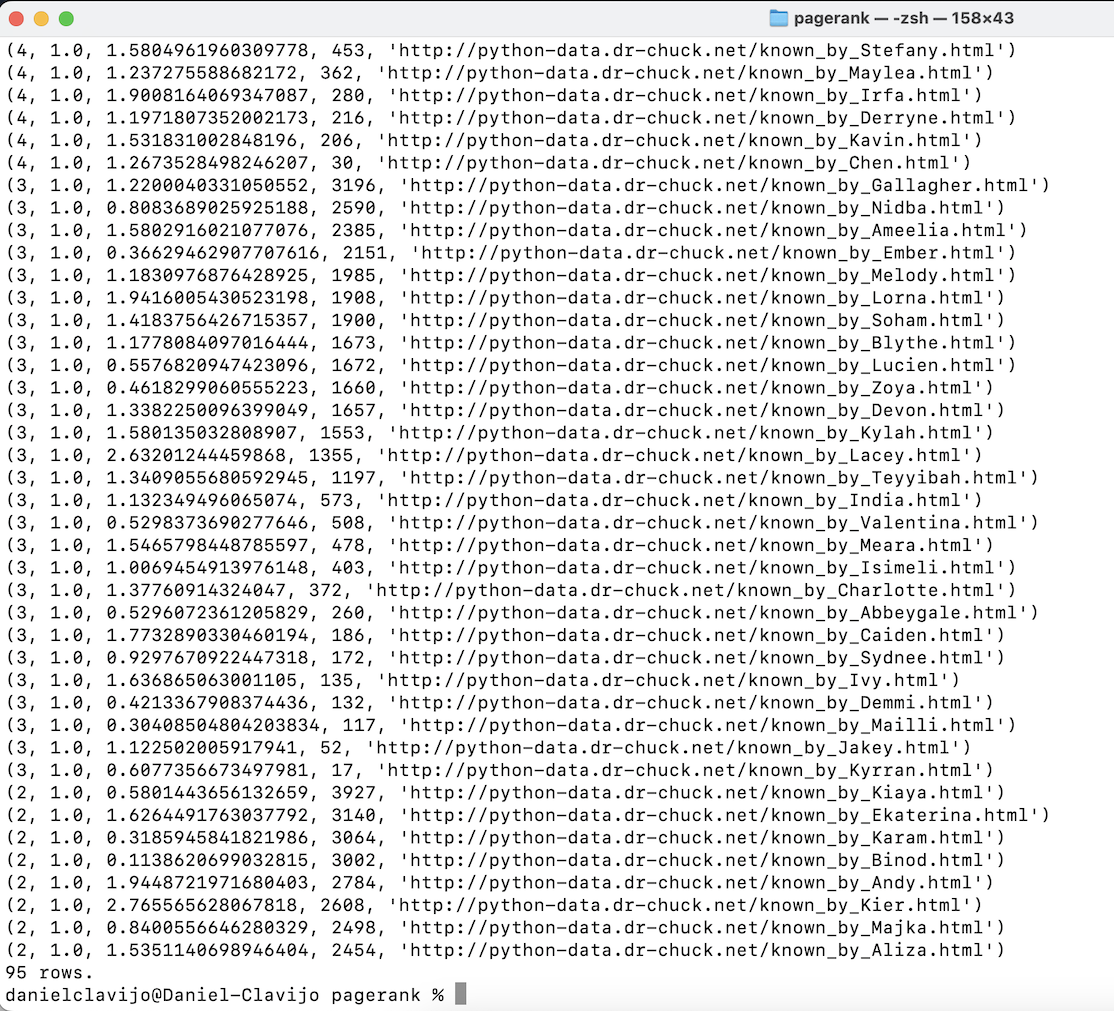 pagerank — -zsh — 158×43
(4, 1.0, 1.5804961960309778, 453, 'http://python-data.dr-chuck.net/known_by_Stefany.html')
(4, 1.0, 1.237275588682172, 362, 'http://python-data.dr-chuck.net/known_by_Maylea.html')
(4, 1.0, 1.9008164069347087, 280, 'http://python-data.dr-chuck.net/known_by_Irfa.html')
(4, 1.0, 1.1971807352002173, 216, 'http://python-data.dr-chuck.net/known_by_Derryne.html')
(4, 1.0, 1.531831002848196, 206, 'http://python-data.dr-chuck.net/known_by_Kavin.html')
(4, 1.0, 1.2673528498246207, 30, 'http://python-data.dr-chuck.net/known_by_Chen.html')
(3, 1.0, 1.2200040331050552, 3196, 'http://python-data.dr-chuck.net/known_by_Gallagher.html')
(3, 1.0, 0.8083689025925188, 2590, 'http://python-data.dr-chuck.net/known_by_Nidba.html')
(3, 1.0, 1.5802916021077076, 2385, 'http://python-data.dr-chuck.net/known_by_Ameelia.html')
(3, 1.0, 0.36629462907707616, 2151, 'http://python-data.dr-chuck.net/known_by_Ember.html')
(3, 1.0, 1.1830976876428925, 1985, 'http://python-data.dr-chuck.net/known_by_Melody.html')
(3, 1.0, 1.9416005430523198, 1908, 'http://python-data.dr-chuck.net/known_by_Lorna.html')
(3, 1.0, 1.4183756426715357, 1900, 'http://python-data.dr-chuck.net/known_by_Soham.html')
(3, 1.0, 1.1778084097016444, 1673, 'http://python-data.dr-chuck.net/known_by_Blythe.html')
(3, 1.0, 0.5576820947423096, 1672, 'http://python-data.dr-chuck.net/known_by_Lucien.html')
(3, 1.0, 0.4618299060555223, 1660, 'http://python-data.dr-chuck.net/known_by_Zoya.html')
(3, 1.0, 1.3382250096399049, 1657, 'http://python-data.dr-chuck.net/known_by_Devon.html')
(3, 1.0, 1.580135032808907, 1553, 'http://python-data.dr-chuck.net/known_by_Kylah.html')
(3, 1.0, 2.63201244459868, 1355, 'http://python-data.dr-chuck.net/known_by_Lacey.html')
(3, 1.0, 1.3409055680592945, 1197, 'http://python-data.dr-chuck.net/known_by_Teyyibah.html')
(3, 1.0, 1.132349496065074, 573, 'http://python-data.dr-chuck.net/known_by_India.html')
(3, 1.0, 0.5298373690277646, 508, 'http://python-data.dr-chuck.net/known_by_Valentina.html')
(3, 1.0, 1.5465798448785597, 478, 'http://python-data.dr-chuck.net/known_by_Meara.html')
(3, 1.0, 1.0069454913976148, 403, 'http://python-data.dr-chuck.net/known_by_Isimeli.html')
(3, 1.0, 1.37760914324047, 372, 'http://python-data.dr-chuck.net/known_by_Charlotte.html')
(3, 1.0, 0.5296072361205829, 260, 'http://python-data.dr-chuck.net/known_by_Abbeygale.html')
(3, 1.0, 1.7732890330460194, 186, 'http://python-data.dr-chuck.net/known_by_Caiden.html')
(3, 1.0, 0.9297670922447318, 172, 'http://python-data.dr-chuck.net/known_by_Sydnee.html')
(3, 1.0, 1.636865063001105, 135, 'http://python-data.dr-chuck.net/known_by_Ivy.html')
(3, 1.0, 0.4213367908374436, 132, 'http://python-data.dr-chuck.net/known_by_Demmi.html')
(3, 1.0, 0.304085048042 03834, 117, 'http://python-data.dr-chuck.net/known_by_Mailli.html')
(3, 1.0, 1.122502005917941, 52, 'http://python-data.dr-chuck.net/known_by_Jakey.html')
(3, 1.0, 0.6077356673497981, 17, 'http://python-data.dr-chuck.net/known_by_Kyrran.html')
(2, 1.0, 0.5801443656132659, 3927, 'http://python-data.dr-chuck.net/known_by_Kiaya.html')
(2, 1.0, 1.6264491763037792, 3140, 'http://python-data.dr-chuck.net/known_by_Ekaterina.html')
(2, 1.0, 0.3185945841821986, 3064, 'http://python-data.dr-chuck.net/known_by_Karam.html')
(2, 1.0, 0.1138620699032815, 3002, 'http://python-data.dr-chuck.net/known_by_Binod.html')
(2, 1.0, 1.9448721971680403, 2784, 'http://python-data.dr-chuck.net/known_by_Andy.html')
(2, 1.0, 2.765565628067818, 2608, 'http://python-data.dr-chuck.net/known_by_Kier.html')
(2, 1.0, 0.8400556646280329, 2498, 'http://python-data.dr-chuck.net/known_by_Majka.html')
(2, 1.0, 1.5351140698946404, 2454, 'http://python-data.dr-chuck.net/known_by_Aliza.html')
95 rows.
danielclavijo@Daniel-Clavijo pagerank %